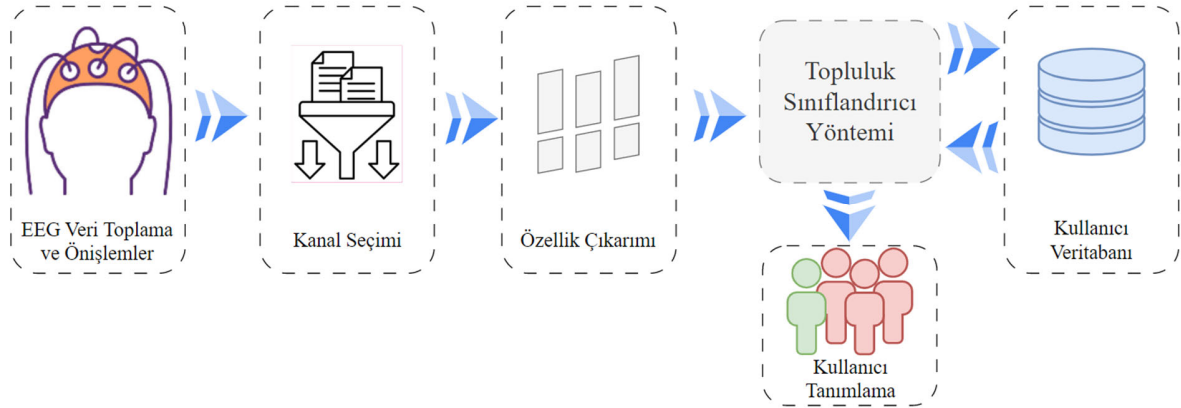 EEG Veri Toplama
ve Önişlemler
Kanal Seçimi
Özellik Çıkarımı
Topluluk
Sınıflandırıcı
Yöntemi
Kullanıcı
Veritabanı
Kullanıcı
Tanımlama